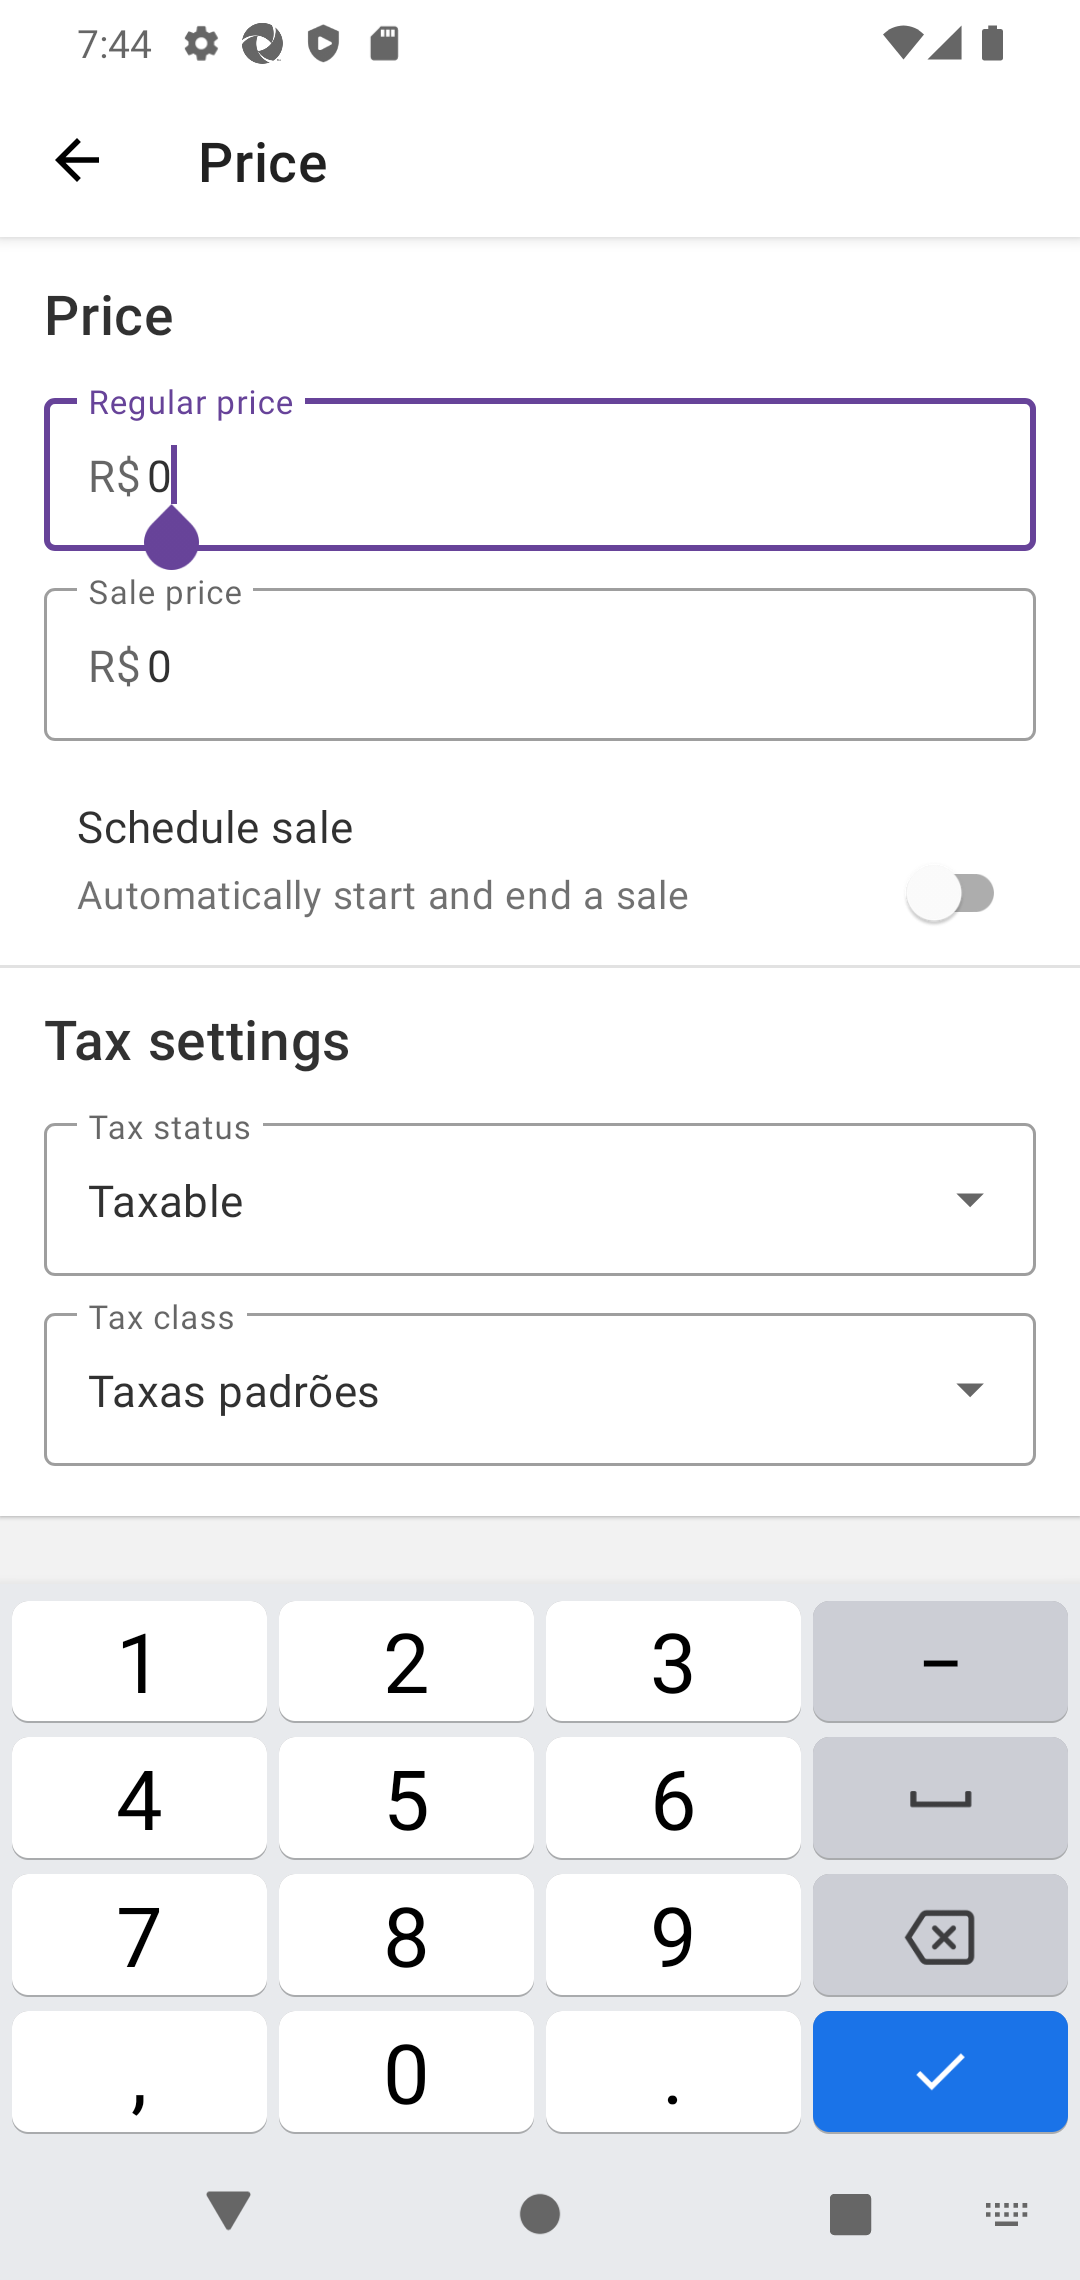 7:44
Price
Price
Regular price
R$ 0
Sale price
R$ 0
Schedule sale
Automatically start and end a sale
Tax settings
Tax status
Taxable
Tax class
Taxas padrões
1 2 3 –
4 5 6
7 8 9
, 0 .